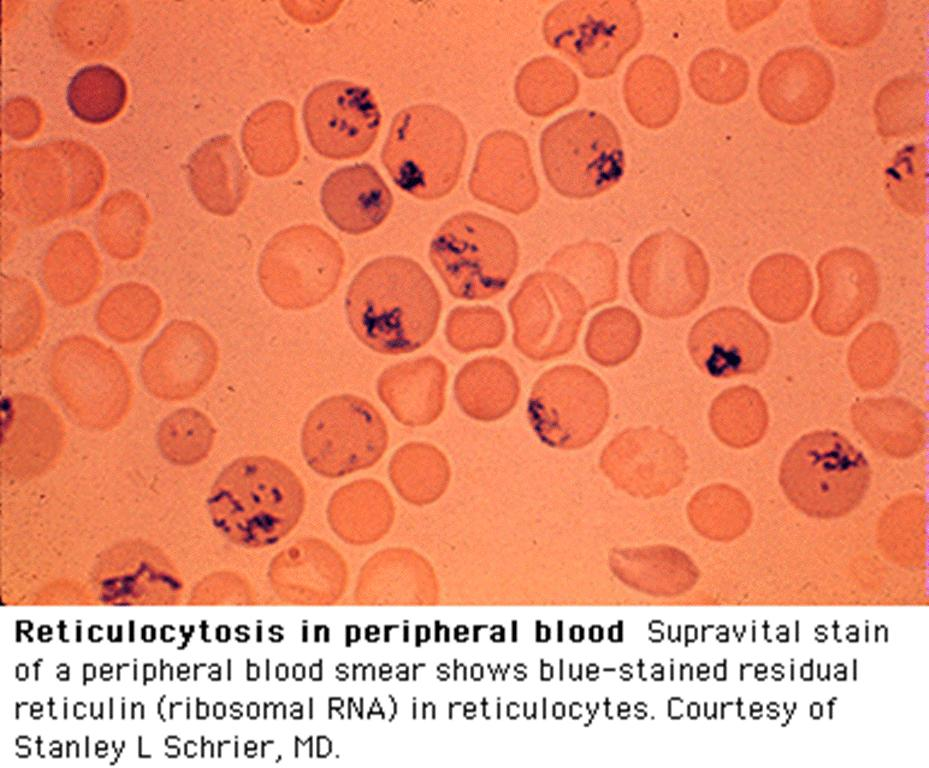 Reticulocytosis in peripheral blood Supravital stain
of a peripheral blood smear shows blue-stained residual
reticulin (ribosomal RNA) in reticulocytes. Courtesy of
Stanley L Schrier, MD.